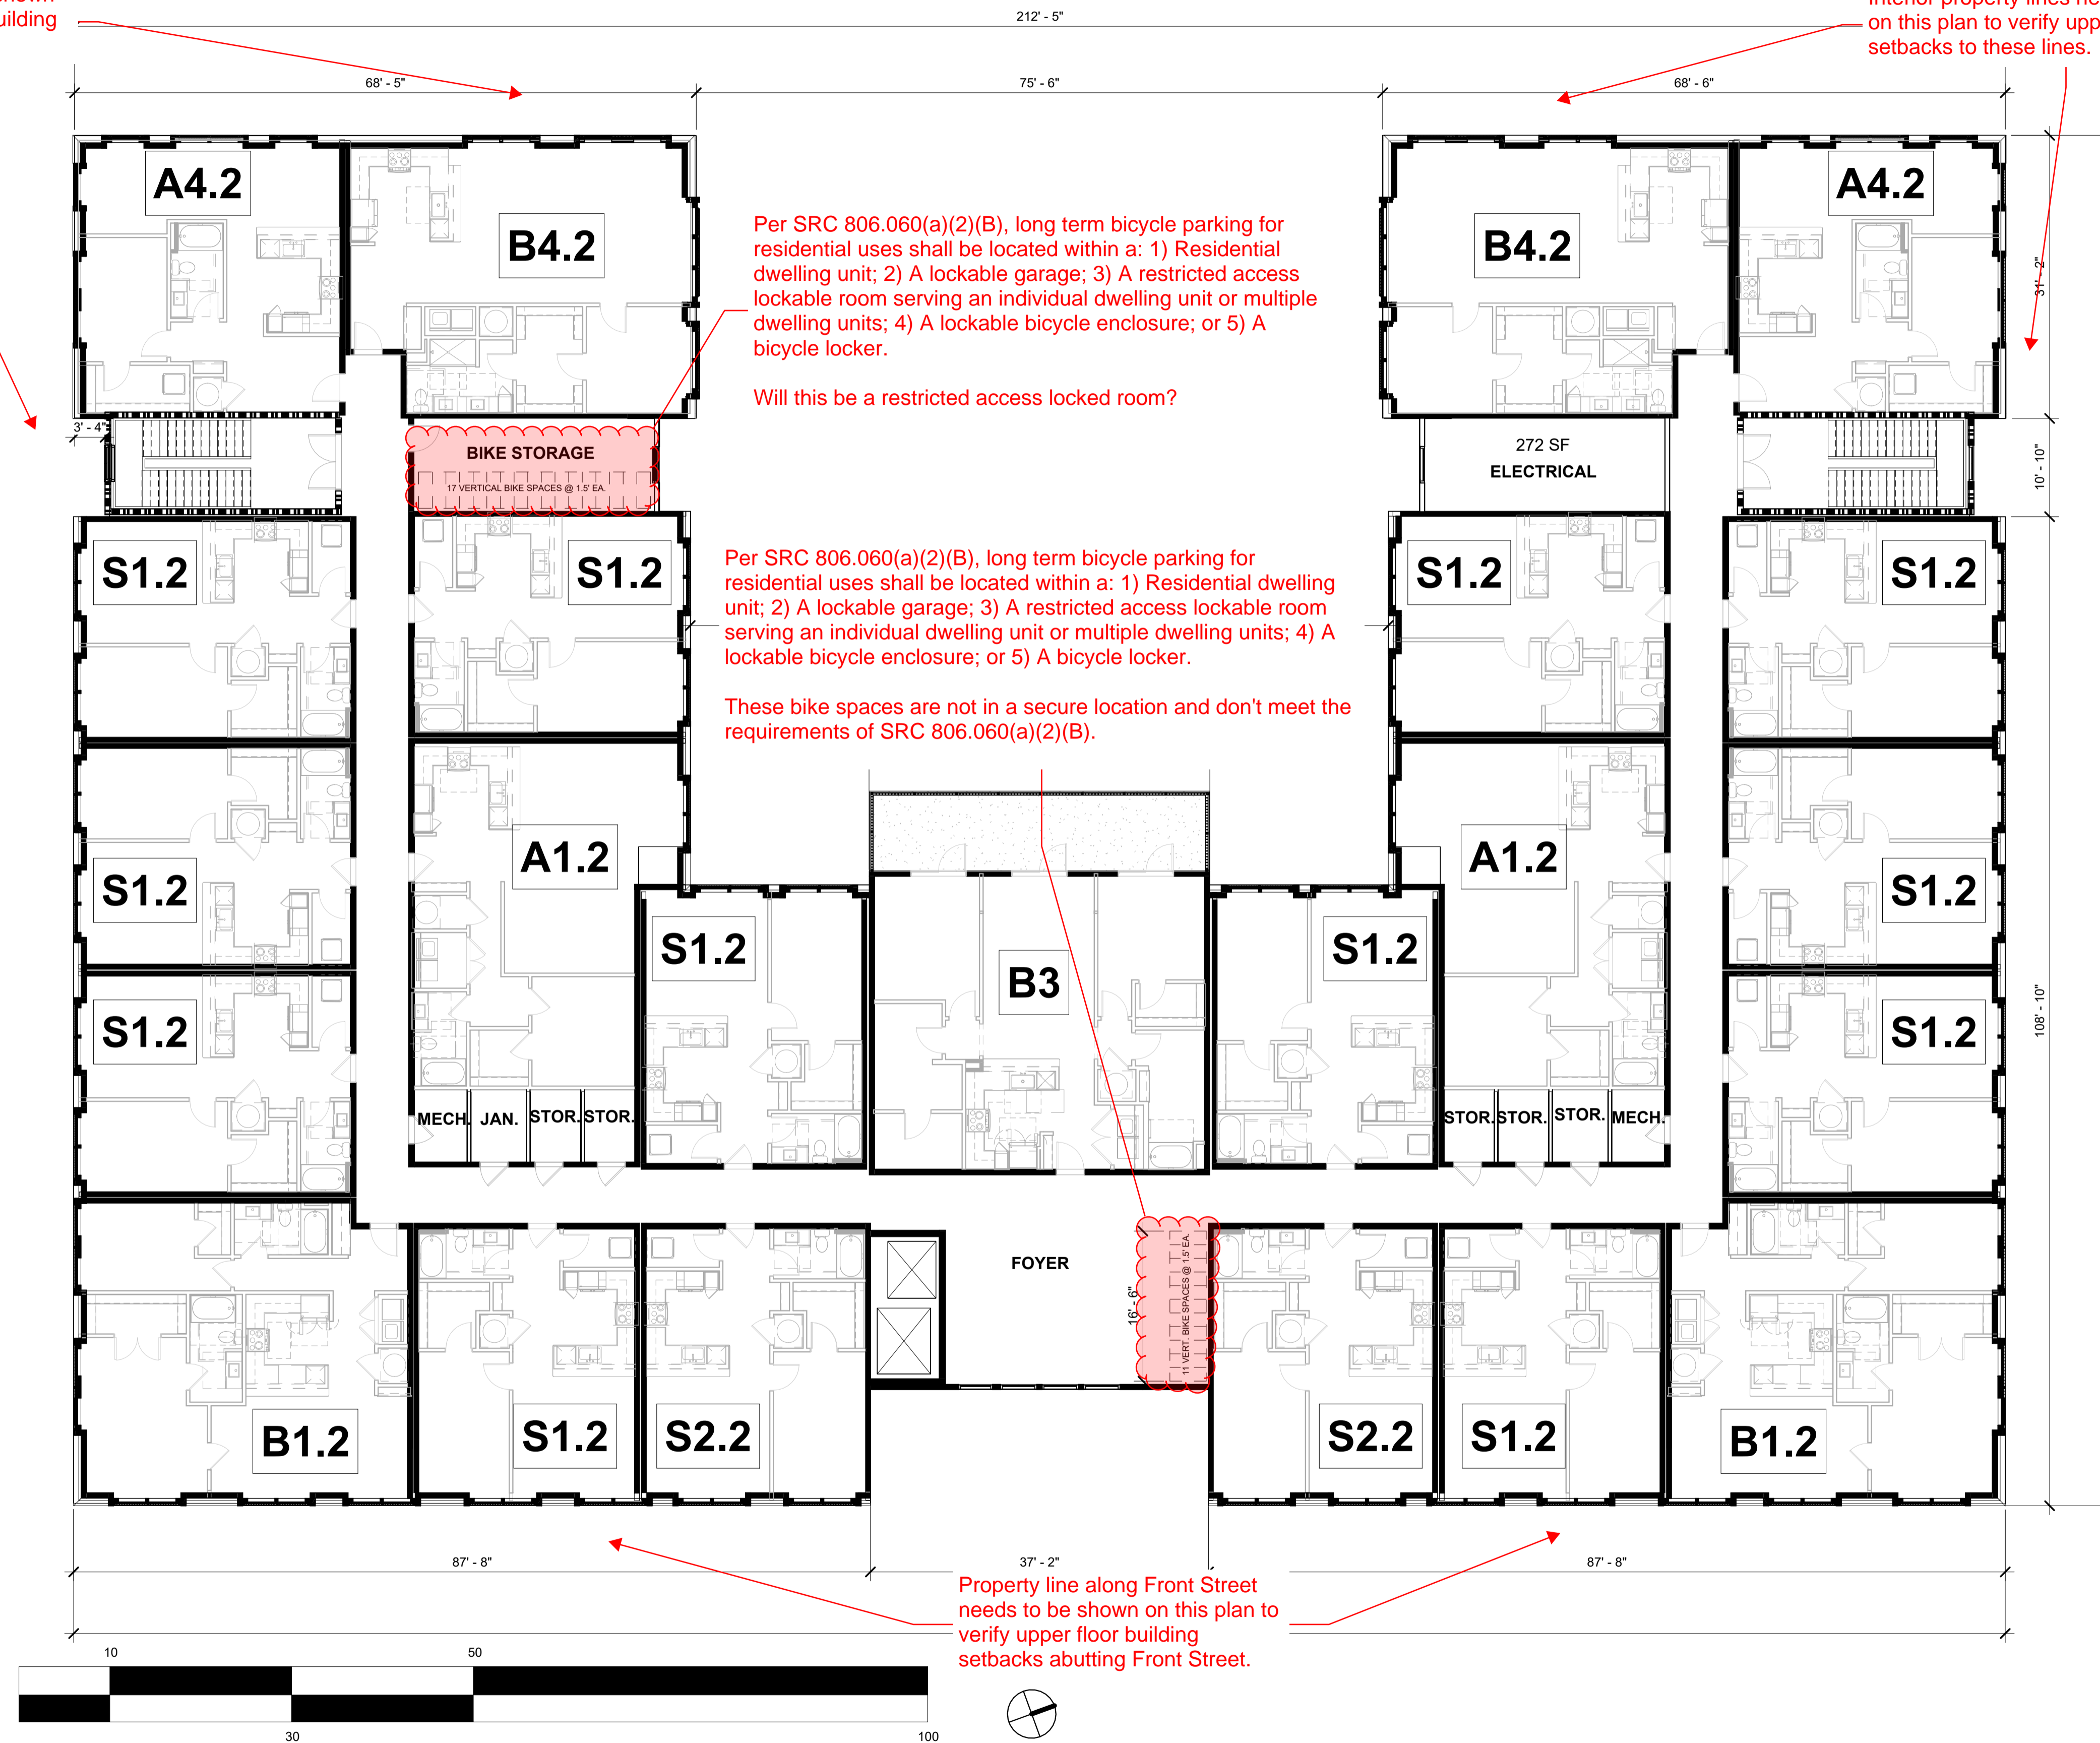 shown
uilding
212' - 5"
Interior property lines ne
on this plan to verify upp
setbacks to these lines.
68' - 5"
75' - 6"
68' - 6"
A4.2
B4.2
B4.2
A4.2
Per SRC 806.060(a)(2)(B), long term bicycle parking for
residential uses shall be located within a: 1) Residential
dwelling unit; 2) A lockable garage; 3) A restricted access
lockable room serving an individual dwelling unit or multiple
dwelling units; 4) A lockable bicycle enclosure; or 5) A
bicycle locker.
Will this be a restricted access locked room?
31' - 2"
3' - 4"
BIKE STORAGE
17 VERTICAL BIKE SPACES @ 1.5' EA.
272 SF
ELECTRICAL
10' - 10"
S1.2
S1.2
S1.2
S1.2
Per SRC 806.060(a)(2)(B), long term bicycle parking for
residential uses shall be located within a: 1) Residential dwelling
unit; 2) A lockable garage; 3) A restricted access lockable room
serving an individual dwelling unit or multiple dwelling units; 4) A
lockable bicycle enclosure; or 5) A bicycle locker.
These bike spaces are not in a secure location and don't meet the
requirements of SRC 806.060(a)(2)(B).
S1.2
A1.2
A1.2
S1.2
S1.2
B3
S1.2
S1.2
S1.2
108' - 10"
MECH.
JAN.
STOR.
STOR.
STOR.
STOR.
STOR.
MECH.
FOYER
16' - 6"
11 VERT. BIKE SPACES @ 1.5' EA.
B1.2
S1.2
S2.2
S2.2
S1.2
B1.2
87' - 8"
37' - 2"
87' - 8"
Property line along Front Street
needs to be shown on this plan to
verify upper floor building
setbacks abutting Front Street.
10
50
30
100